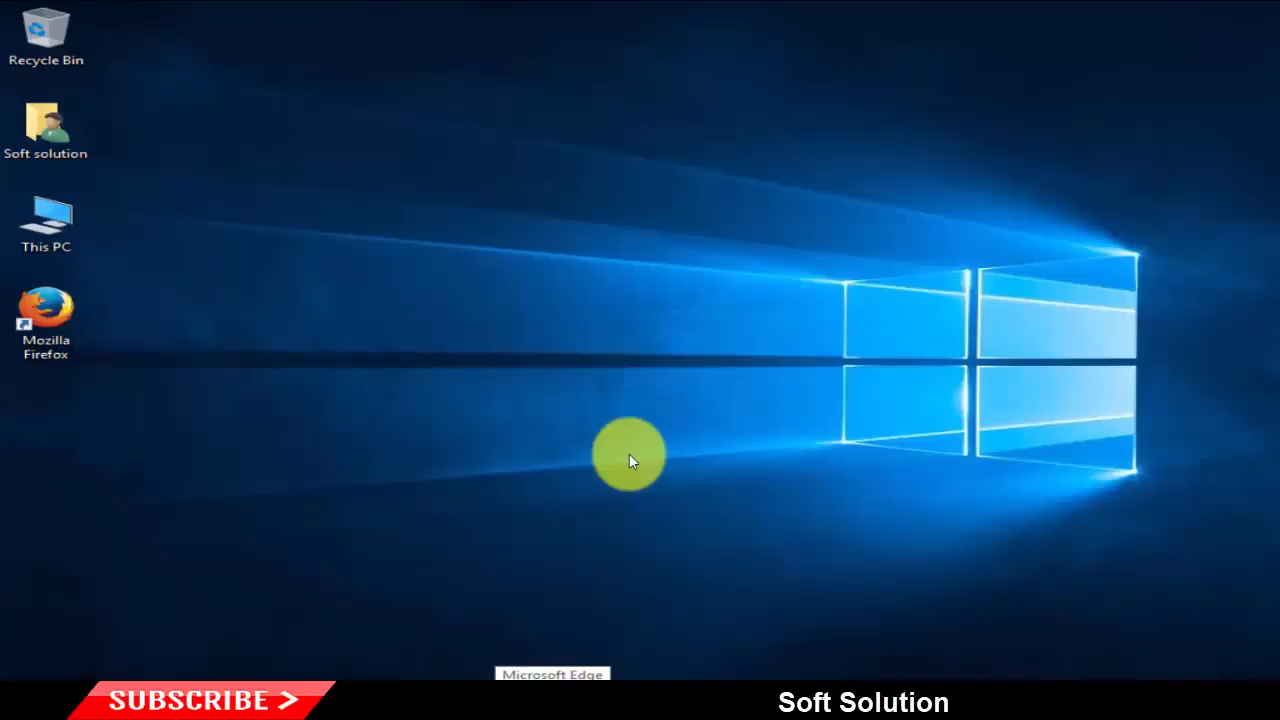 Recycle Bin
Soft solution
This PC
Mozilla
Firefox
Microsoft Edge
SUBSCRIBE >
Soft Solution